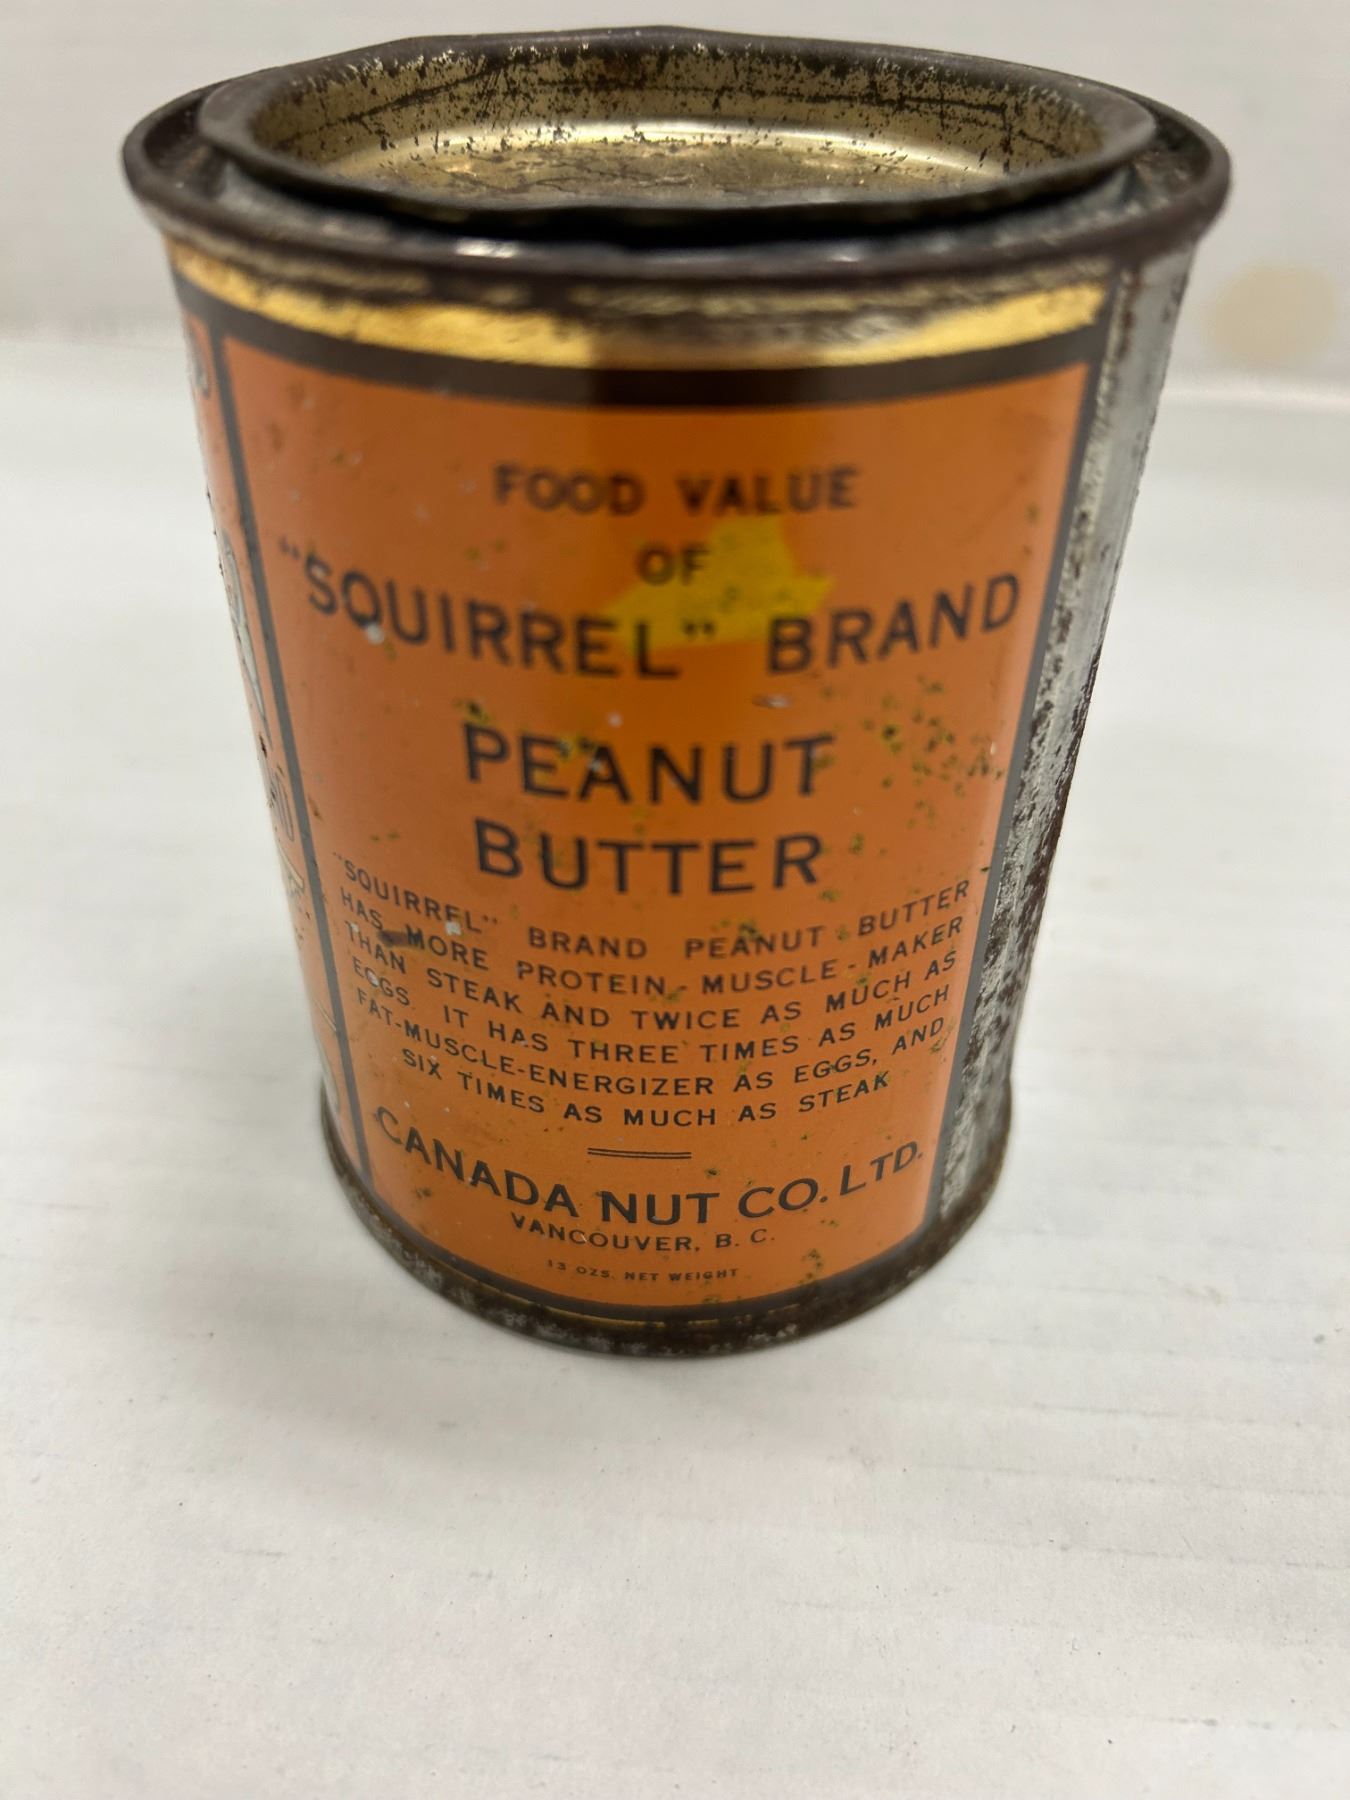 FOOD VALUE
OF
"SQUIRREL" BRAND
PEANUT
BUTTER
"SQUIRREL" BRAND PEANUT BUTTER
HAS MORE PROTEIN - MUSCLE - MAKER
THAN STEAK AND TWICE AS MUCH AS
EGGS IT HAS THREE TIMES AS MUCH
FAT-MUSCLE-ENERGIZER AS EGGS, AND
SIX TIMES AS MUCH AS STEAK
CANADA NUT CO. LTD.
VANCOUVER, B. C.
13 OZS. NET WEIGHT